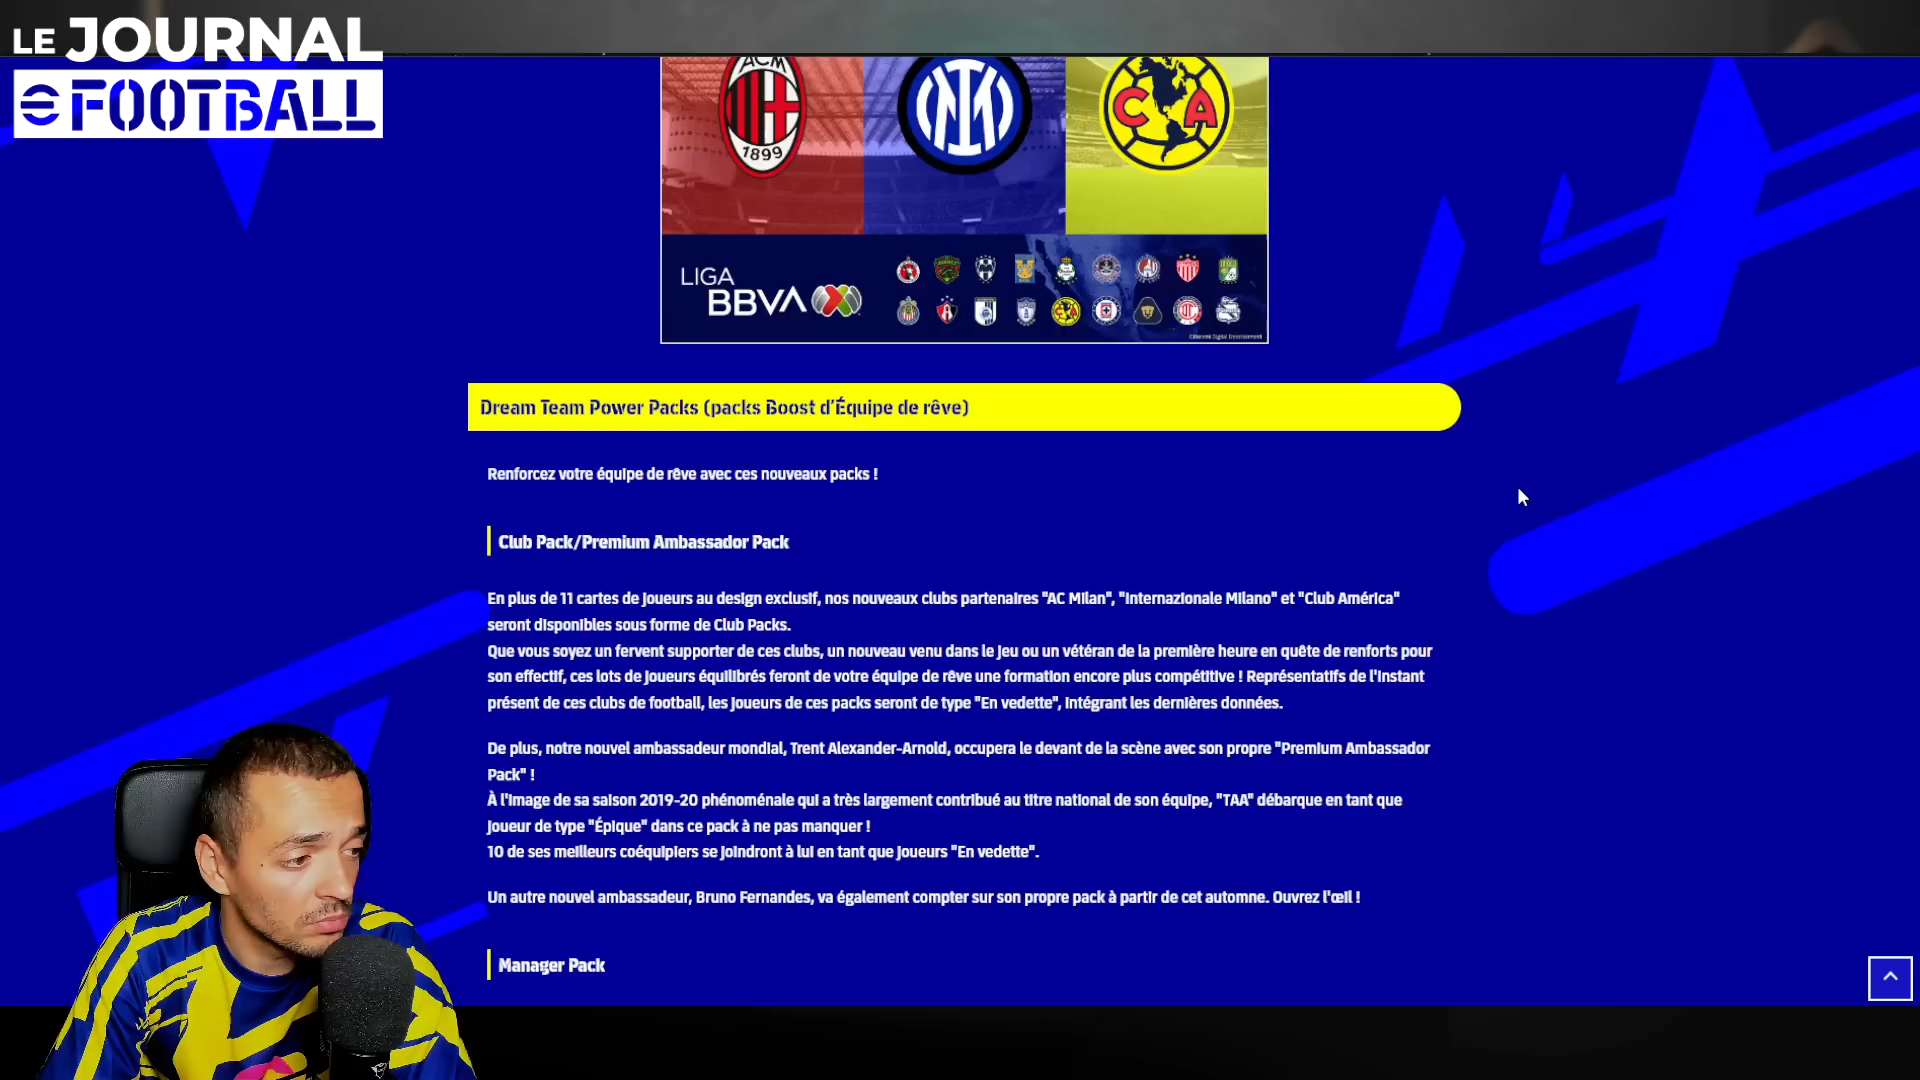 LE JOURNAL
eFOOTBALL
ACM
1899
C A
LIGA
BBVA
©Konami Digital Entertainment
Dream Team Power Packs (packs Boost d'Équipe de rêve)
Renforcez votre équipe de rêve avec ces nouveaux packs !
Club Pack/Premium Ambassador Pack
En plus de 11 cartes de joueurs au design exclusif, nos nouveaux clubs partenaires "AC Milan", "Internazionale Milano" et "Club América"
seront disponibles sous forme de Club Packs.
Que vous soyez un fervent supporter de ces clubs, un nouveau venu dans le jeu ou un vétéran de la première heure en quête de renforts pour
son effectif, ces lots de joueurs équilibrés feront de votre équipe de rêve une formation encore plus compétitive ! Représentatifs de l'instant
présent de ces clubs de football, les joueurs de ces packs seront de type "En vedette", intégrant les dernières données.
De plus, notre nouvel ambassadeur mondial, Trent Alexander-Arnold, occupera le devant de la scène avec son propre "Premium Ambassador
Pack" !
À l'image de sa saison 2019-20 phénoménale qui a très largement contribué au titre national de son équipe, "TAA" débarque en tant que
joueur de type "Épique" dans ce pack à ne pas manquer !
10 de ses meilleurs coéquipiers se joindront à lui en tant que joueurs "En vedette".
Un autre nouvel ambassadeur, Bruno Fernandes, va également compter sur son propre pack à partir de cet automne. Ouvrez l'œil !
Manager Pack